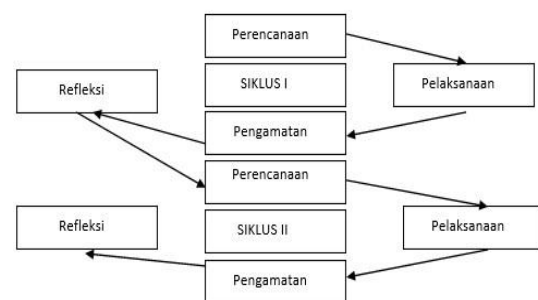 Perencanaan
Refleksi
SIKLUS I
Pelaksanaan
Pengamatan
Perencanaan
Refleksi
SIKLUS II
Pelaksanaan
Pengamatan